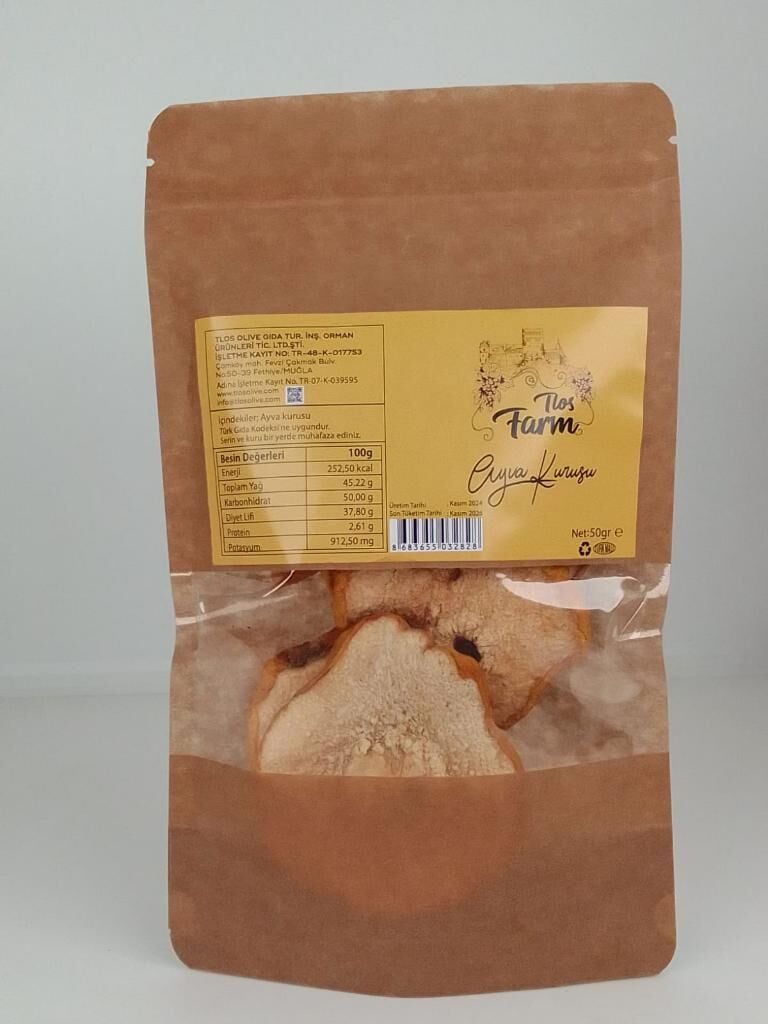 TLOS OLIVE GIDA TUR. İNŞ. ORMAN
ÜRÜNLERİ TİC. LTD.ŞTİ.
İŞLETME KAYIT NO: TR-48-K-017753
Çamköy mah. Fevzi Çakmak Bulv.
No:50-39 Fethiye/MUĞLA
Adına İşletme Kayıt No. TR-07-K-039595
www.tlosolive.com
info@tlosolive.com
içindekiler; Ayva kurusu
Türk Gıda Kodeksi'ne uygundur.
Serin ve kuru bir yerde muhafaza ediniz.
Besin Değerleri 100g
Enerji 252,50 kcal
Toplam Yağ 45.22 g
Karbonhidrat 50,00 g
Diyet Lifi 37,80 g
Protein 2,61 g
Potasyum 912,50 mg
Tlos
Farm
Ayva Kurusu
Üretim Tarihi : Kasım 2024
Son Tüketim Tarihi : Kasım 2026
8 683655 032828
Net:50gr e